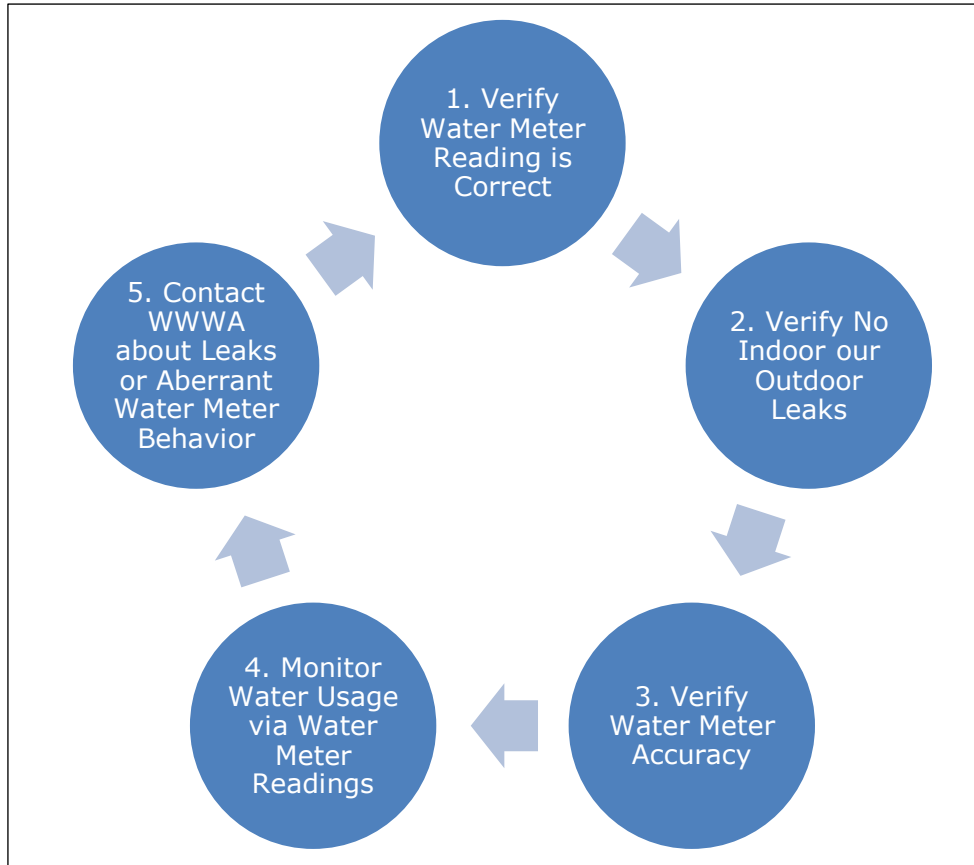 1. Verify
Water Meter
Reading is
Correct
2. Verify No
Indoor our
Outdoor
Leaks
3. Verify
Water Meter
Accuracy
4. Monitor
Water Usage
via Water
Meter
Readings
5. Contact
WWWA
about Leaks
or Aberrant
Water Meter
Behavior